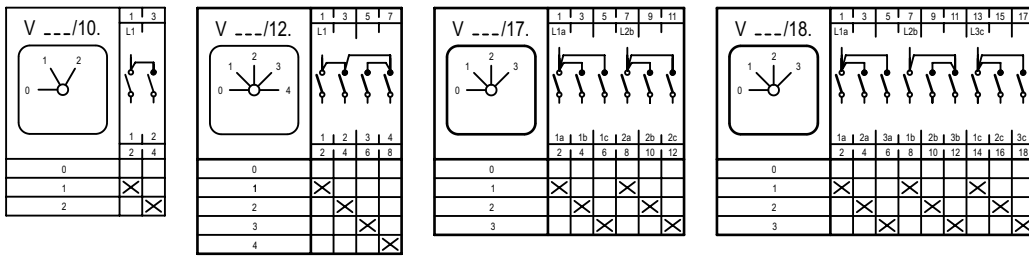 V ___/10.
1 3
L1
1 2
0
1 2
2 4
0
1
2
V ___/12.
1 3 5 7
L1
2
1 3
0 4
1 2 3 4
2 4 6 8
0
1
2
3
4
V ___/17.
1 3 5 7 9 11
L1a L2b
2
1 3
0
1a 1b 1c 2a 2b 2c
2 4 6 8 10 12
0
1
2
3
V ___/18.
1 3 5 7 9 11 13 15 17
L1a L2b L3c
2
1 3
0
1a 2a 3a 1b 2b 3b 1c 2c 3c
2 4 6 8 10 12 14 16 18
0
1
2
3